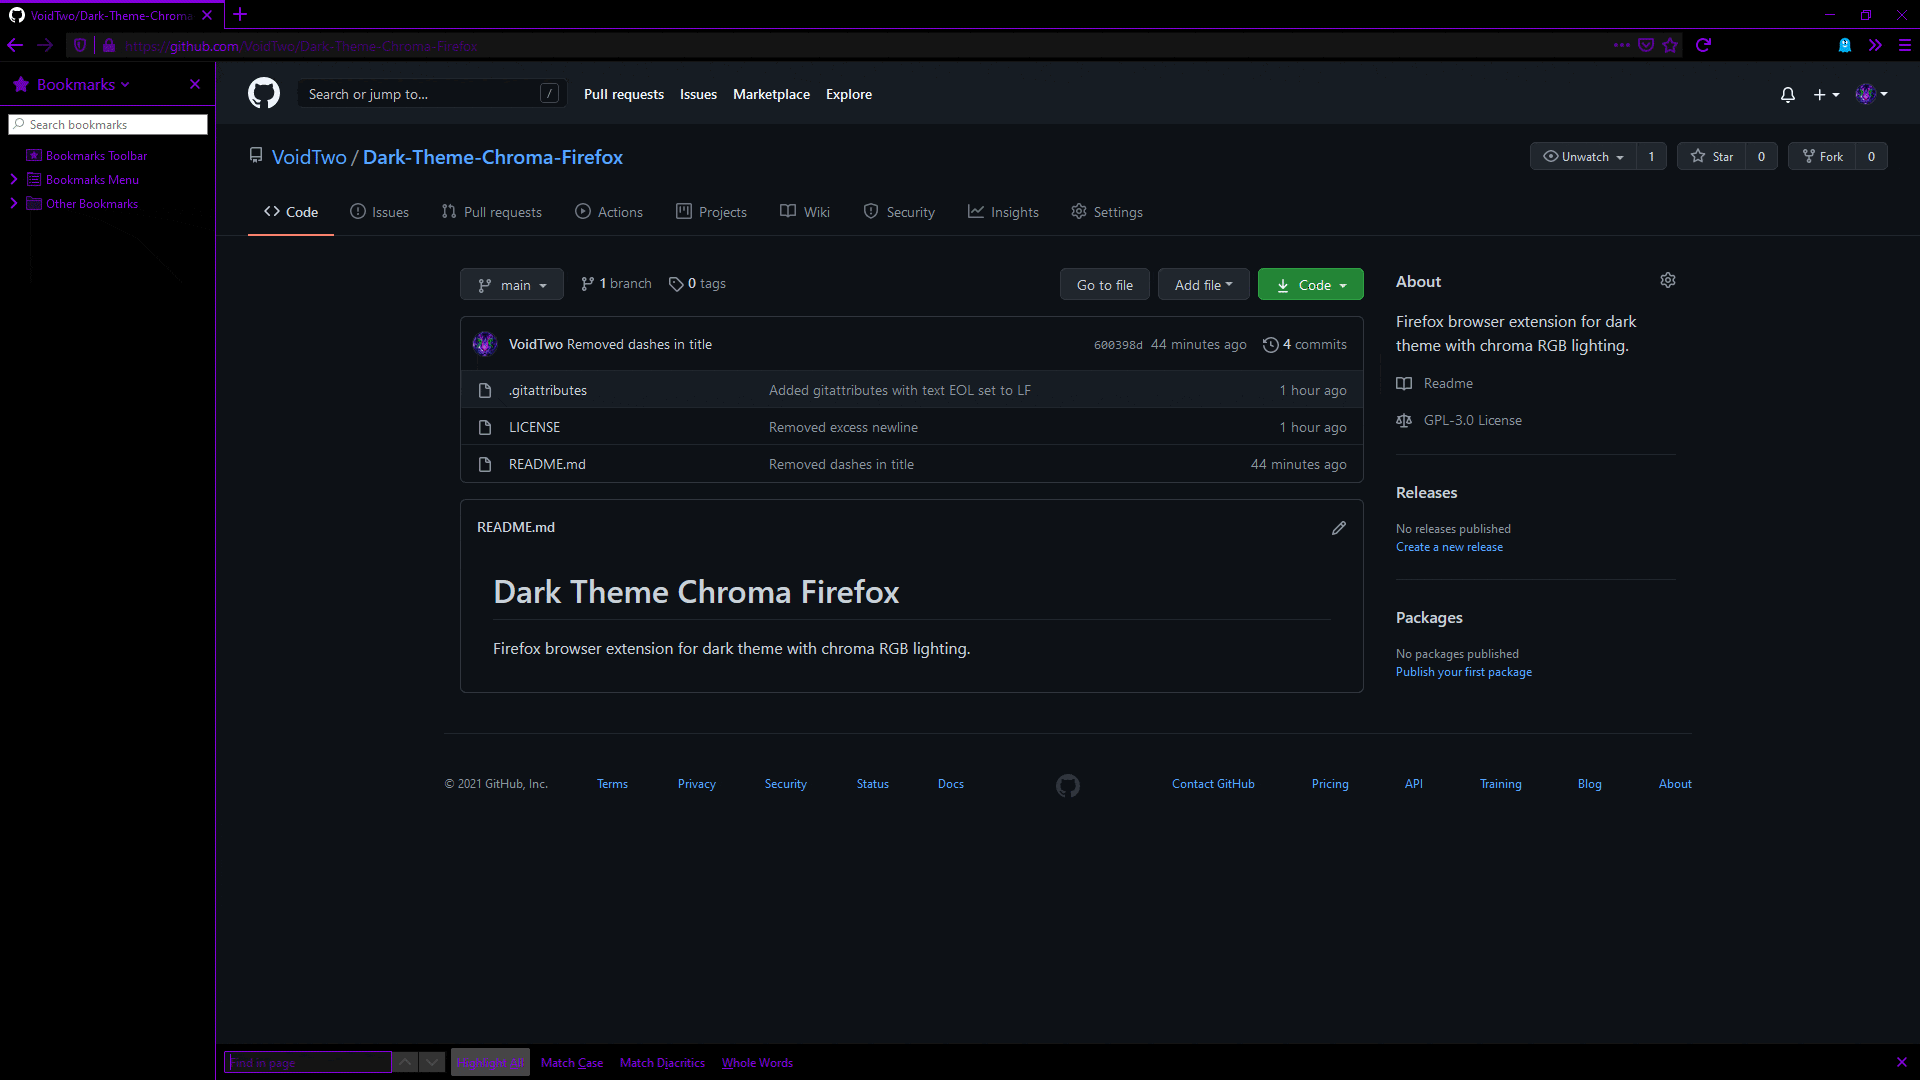 VoidTwo/Dark-Theme-Chroma
https://github.com/VoidTwo/Dark-Theme-Chroma-Firefox
Bookmarks
Search bookmarks
Bookmarks Toolbar
Bookmarks Menu
Other Bookmarks
Search or jump to... /
Pull requests Issues Marketplace Explore
VoidTwo / Dark-Theme-Chroma-Firefox
Unwatch 1 Star 0 Fork 0
Code Issues Pull requests Actions Projects Wiki Security Insights Settings
main 1 branch 0 tags Go to file Add file Code
VoidTwo Removed dashes in title 600398d 44 minutes ago 4 commits
.gitattributes Added gitattributes with text EOL set to LF 1 hour ago
LICENSE Removed excess newline 1 hour ago
README.md Removed dashes in title 44 minutes ago
README.md
Dark Theme Chroma Firefox
Firefox browser extension for dark theme with chroma RGB lighting.
About
Firefox browser extension for dark
theme with chroma RGB lighting.
Readme
GPL-3.0 License
Releases
No releases published
Create a new release
Packages
No packages published
Publish your first package
© 2021 GitHub, Inc. Terms Privacy Security Status Docs Contact GitHub Pricing API Training Blog About
Find in page Highlight All Match Case Match Diacritics Whole Words